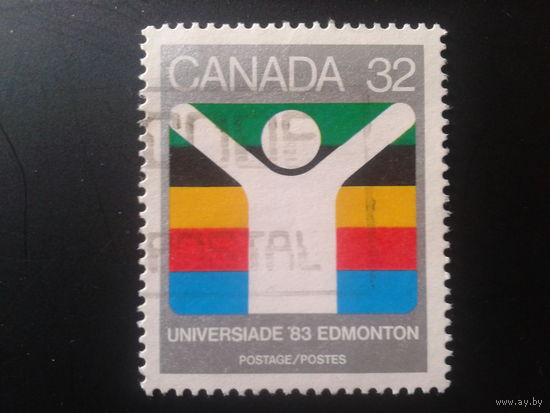 CANADA 32
UNIVERSIADE '83 EDMONTON
POSTAGE/POSTES
www.ay.by